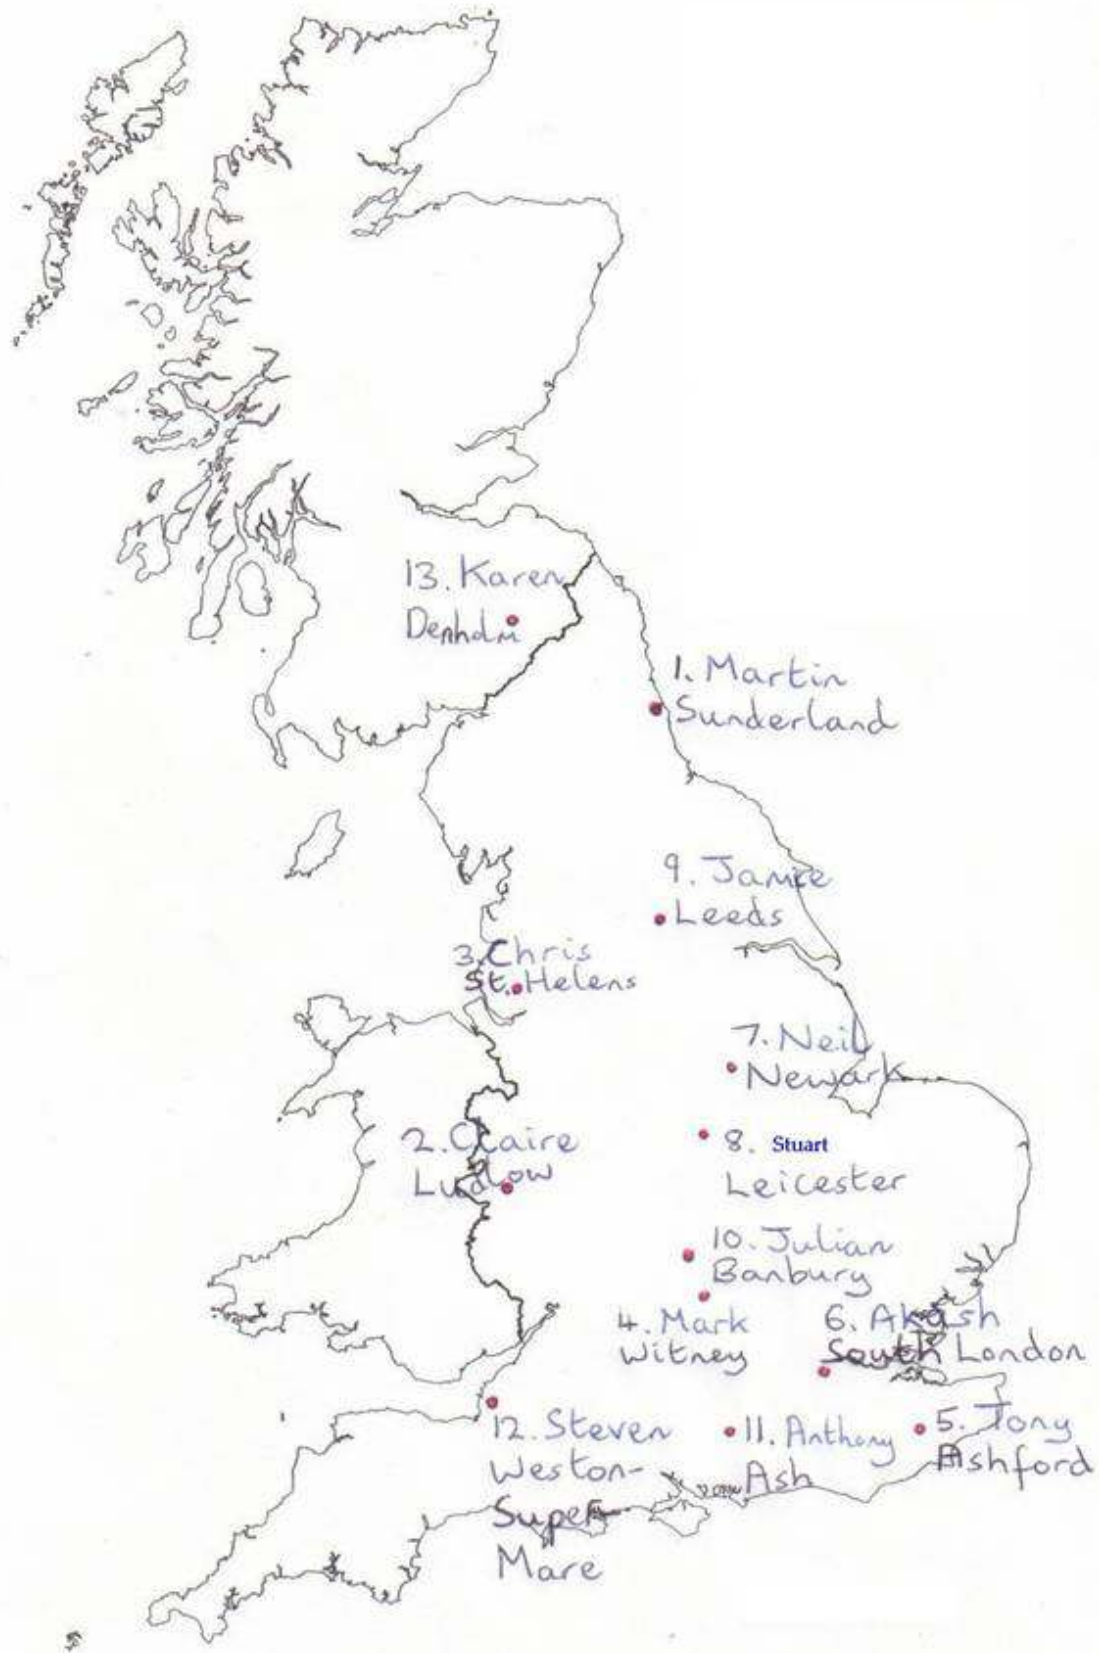 13. Karen
Denholm
1. Martin
Sunderland
9. Jamie
Leeds
3. Chris
St. Helens
7. Neil
Newark
2. Claire
Ludlow
8. Stuart
Leicester
10. Julian
Banbury
4. Mark
Witney
6. Akash
South London
12. Steven
Weston-
Super-
Mare
11. Anthony
Ash
5. Tony
Ashford